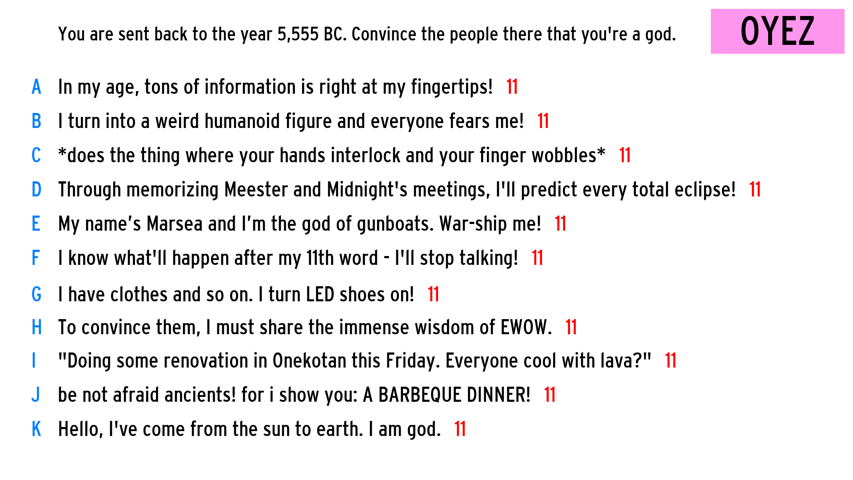 You are sent back to the year 5,555 BC. Convince the people there that you're a god.
OYEZ
A In my age, tons of information is right at my fingertips! 11
B I turn into a weird humanoid figure and everyone fears me! 11
C *does the thing where your hands interlock and your finger wobbles* 11
D Through memorizing Meester and Midnight's meetings, I'll predict every total eclipse! 11
E My name’s Marsea and I’m the god of gunboats. War-ship me! 11
F I know what'll happen after my 11th word - I'll stop talking! 11
G I have clothes and so on. I turn LED shoes on! 11
H To convince them, I must share the immense wisdom of EWOW. 11
I "Doing some renovation in Onekotan this Friday. Everyone cool with lava?" 11
J be not afraid ancients! for i show you: A BARBEQUE DINNER! 11
K Hello, I've come from the sun to earth. I am god. 11